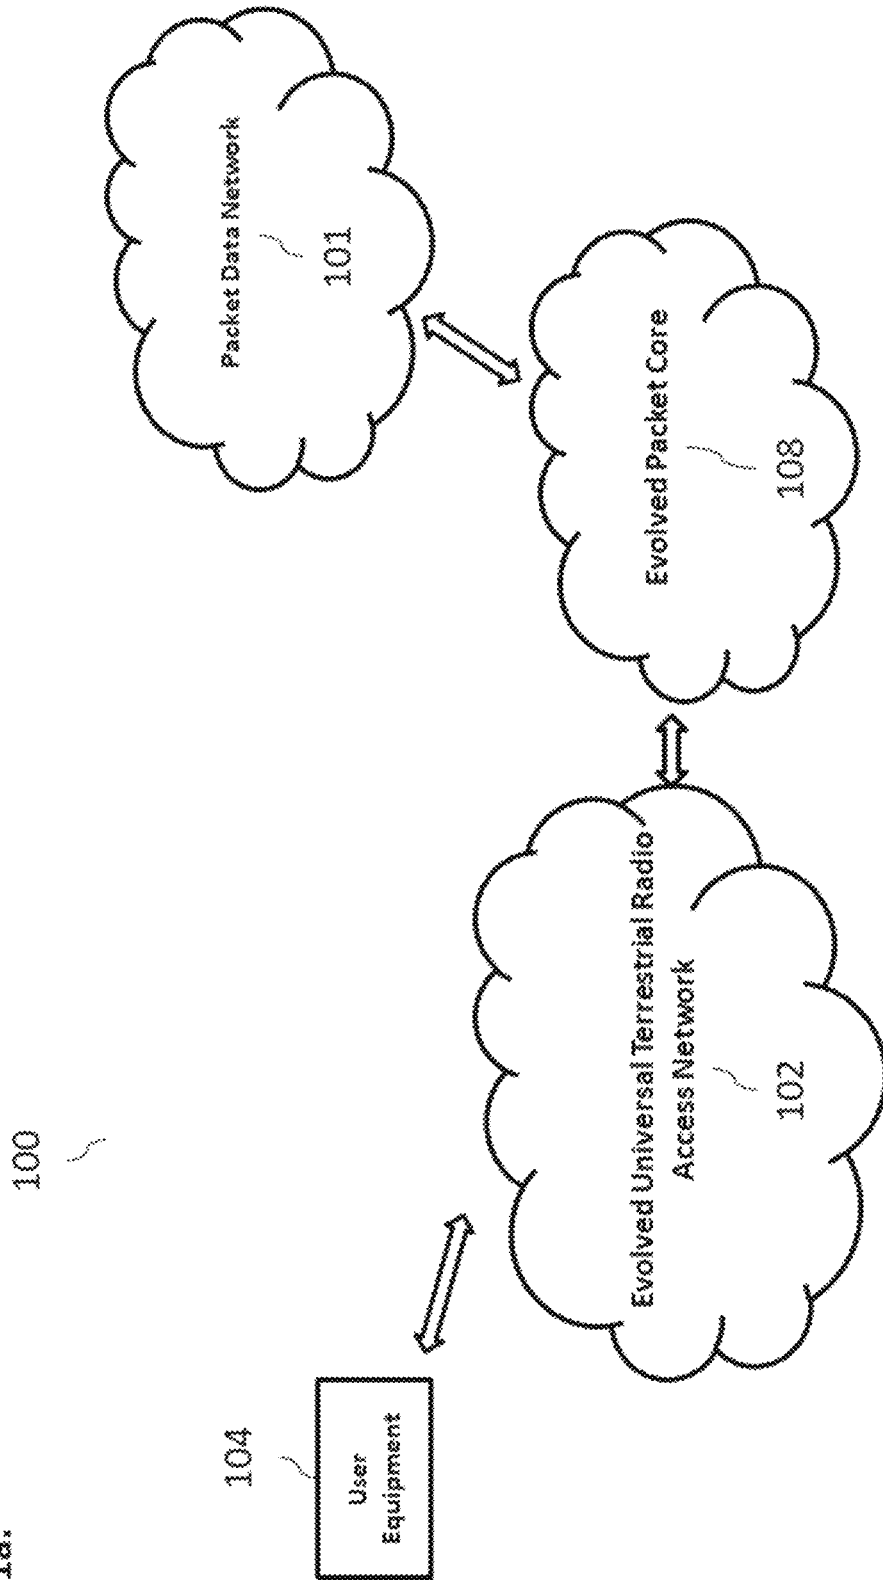 1a.
100
104
User
Equipment
Evolved Universal Terrestrial Radio
Access Network
102
Evolved Packet Core
108
Packet Data Network
101